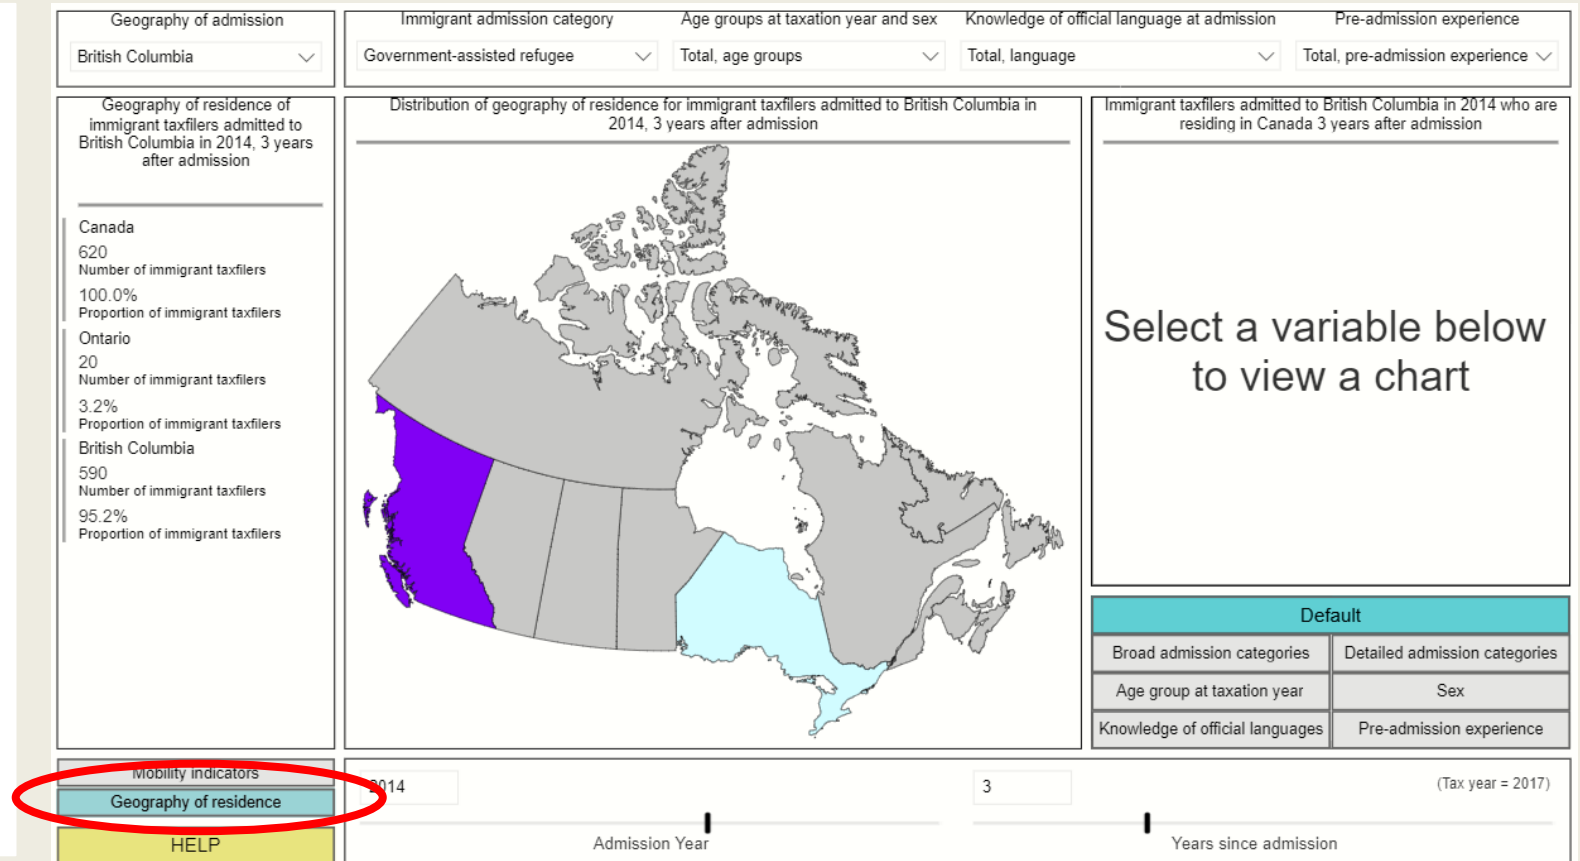 Geography of admission
British Columbia
Immigrant admission category
Government-assisted refugee
Age groups at taxation year and sex
Total, age groups
Knowledge of official language at admission
Total, language
Pre-admission experience
Total, pre-admission experience
Geography of residence of
immigrant taxfilers admitted to
British Columbia in 2014, 3 years
after admission
Canada
620
Number of immigrant taxfilers
100.0%
Proportion of immigrant taxfilers
Ontario
20
Number of immigrant taxfilers
3.2%
Proportion of immigrant taxfilers
British Columbia
590
Number of immigrant taxfilers
95.2%
Proportion of immigrant taxfilers
Distribution of geography of residence for immigrant taxfilers admitted to British Columbia in
2014, 3 years after admission
Immigrant taxfilers admitted to British Columbia in 2014 who are
residing in Canada 3 years after admission
Select a variable below
to view a chart
Default
Broad admission categories
Detailed admission categories
Age group at taxation year
Sex
Knowledge of official languages
Pre-admission experience
Mobility indicators
Geography of residence
HELP
2014
Admission Year
3
(Tax year = 2017)
Years since admission